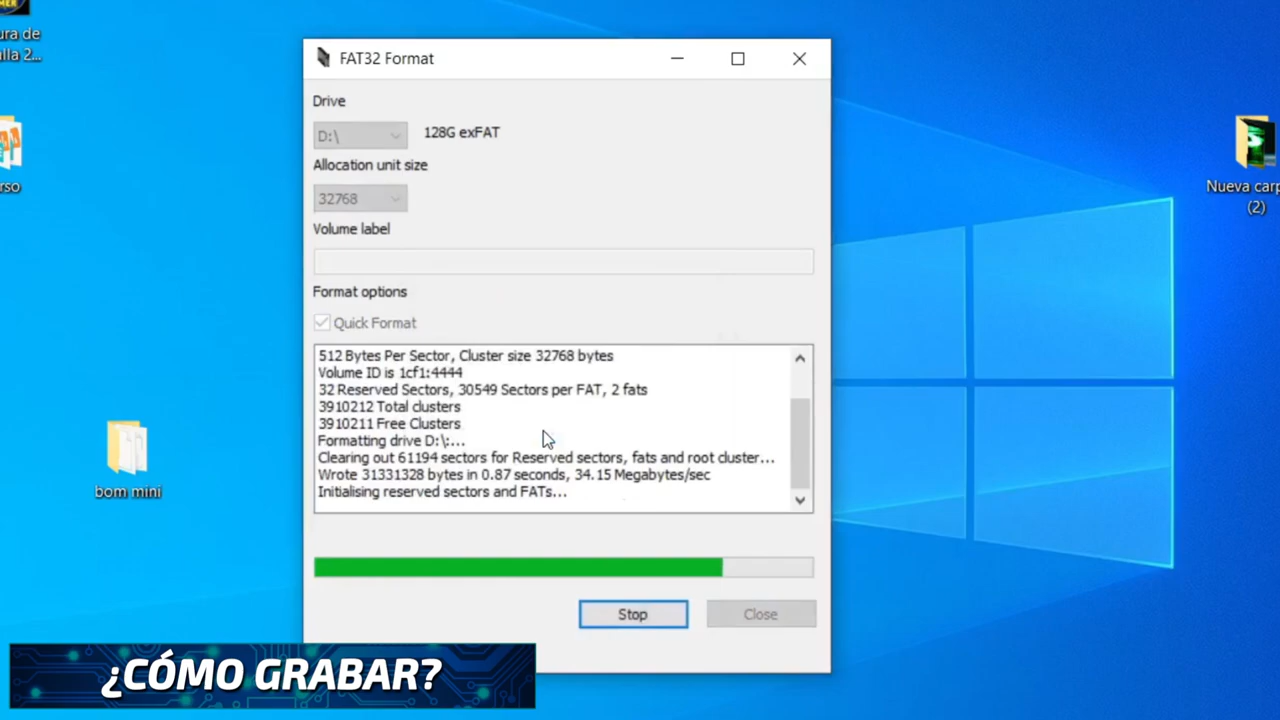 ura de
alla 2...
rso
bom mini
FAT32 Format
Drive
D:\
128G exFAT
Allocation unit size
32768
Volume label
Format options
Quick Format
512 Bytes Per Sector, Cluster size 32768 bytes
Volume ID is 1cf1:4444
32 Reserved Sectors, 30549 Sectors per FAT, 2 fats
3910212 Total clusters
3910211 Free Clusters
Formatting drive D:\:...
Clearing out 61194 sectors for Reserved sectors, fats and root cluster...
Wrote 31331328 bytes in 0.87 seconds, 34.15 Megabytes/sec
Initialising reserved sectors and FATs...
Stop
Close
Nueva carp
(2)
¿CÓMO GRABAR?